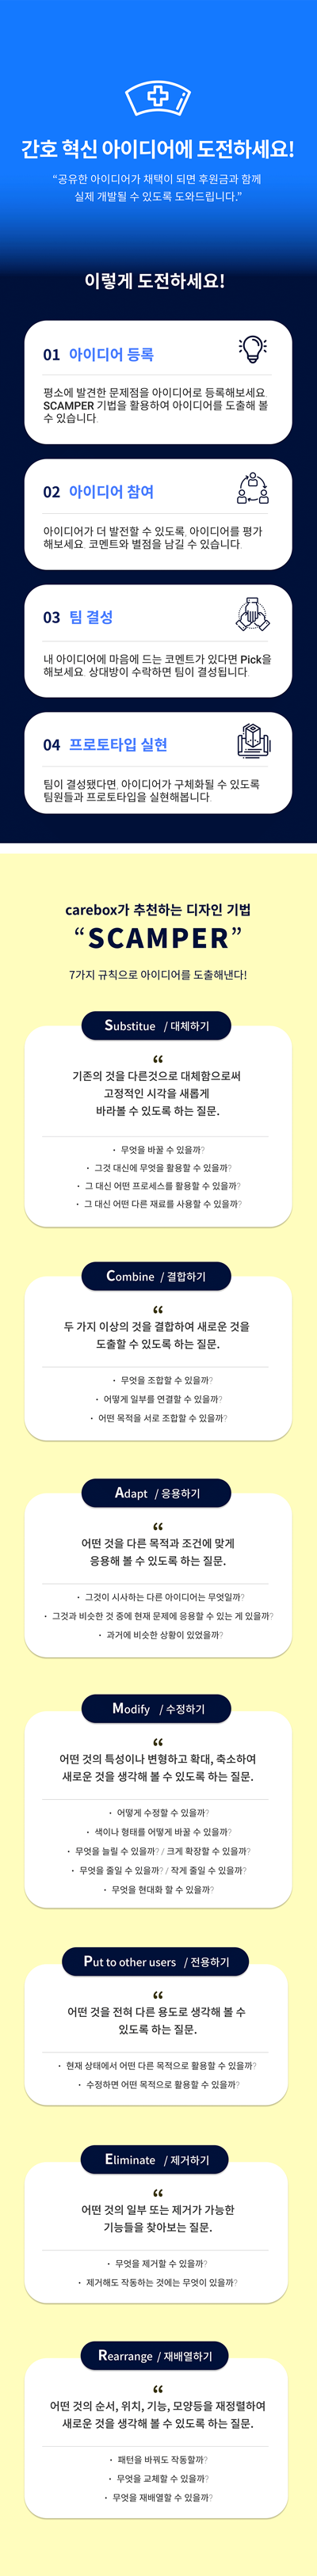 간호 혁신 아이디어에 도전하세요!
“공유한 아이디어가 채택이 되면 후원금과 함께
실제 개발될 수 있도록 도와드립니다.”
이렇게 도전하세요!
01 아이디어 등록
평소에 발견한 문제점을 아이디어로 등록해보세요.
SCAMPER 기법을 활용하여 아이디어를 도출해 볼
수 있습니다.
02 아이디어 참여
아이디어가 더 발전할 수 있도록, 아이디어를 평가
해보세요. 코멘트와 별점을 남길 수 있습니다.
03 팀 결성
내 아이디어에 마음에 드는 코멘트가 있다면 Pick을
해보세요. 상대방이 수락하면 팀이 결성됩니다.
04 프로토타입 실현
팀이 결성됐다면, 아이디어가 구체화될 수 있도록
팀원들과 프로토타입을 실현해봅니다.
carebox가 추천하는 디자인 기법
“SCAMPER”
7가지 규칙으로 아이디어를 도출해낸다!
Substitue / 대체하기
“
기존의 것을 다른것으로 대체함으로써
고정적인 시각을 새롭게
바라볼 수 있도록 하는 질문.
· 무엇을 바꿀 수 있을까?
· 그것 대신에 무엇을 활용할 수 있을까?
· 그 대신 어떤 프로세스를 활용할 수 있을까?
· 그 대신 어떤 다른 재료를 사용할 수 있을까?
Combine / 결합하기
“
두 가지 이상의 것을 결합하여 새로운 것을
도출할 수 있도록 하는 질문.
· 무엇을 조합할 수 있을까?
· 어떻게 일부를 연결할 수 있을까?
· 어떤 목적을 서로 조합할 수 있을까?
Adapt / 응용하기
“
어떤 것을 다른 목적과 조건에 맞게
응용해 볼 수 있도록 하는 질문.
· 그것이 시사하는 다른 아이디어는 무엇일까?
· 그것과 비슷한 것 중에 현재 문제에 응용할 수 있는 게 있을까?
· 과거에 비슷한 상황이 있었을까?
Modify / 수정하기
“
어떤 것의 특성이나 변형하고 확대, 축소하여
새로운 것을 생각해 볼 수 있도록 하는 질문.
· 어떻게 수정할 수 있을까?
· 색이나 형태를 어떻게 바꿀 수 있을까?
· 무엇을 늘릴 수 있을까? / 크게 확장할 수 있을까?
· 무엇을 줄일 수 있을까? / 작게 줄일 수 있을까?
· 무엇을 현대화 할 수 있을까?
Put to other users / 전용하기
“
어떤 것을 전혀 다른 용도로 생각해 볼 수
있도록 하는 질문.
· 현재 상태에서 어떤 다른 목적으로 활용할 수 있을까?
· 수정하면 어떤 목적으로 활용할 수 있을까?
Eliminate / 제거하기
“
어떤 것의 일부 또는 제거가 가능한
기능들을 찾아보는 질문.
· 무엇을 제거할 수 있을까?
· 제거해도 작동하는 것에는 무엇이 있을까?
Rearrange / 재배열하기
“
어떤 것의 순서, 위치, 기능, 모양등을 재정렬하여
새로운 것을 생각해 볼 수 있도록 하는 질문.
· 패턴을 바꿔도 작동할까?
· 무엇을 교체할 수 있을까?
· 무엇을 재배열할 수 있을까?